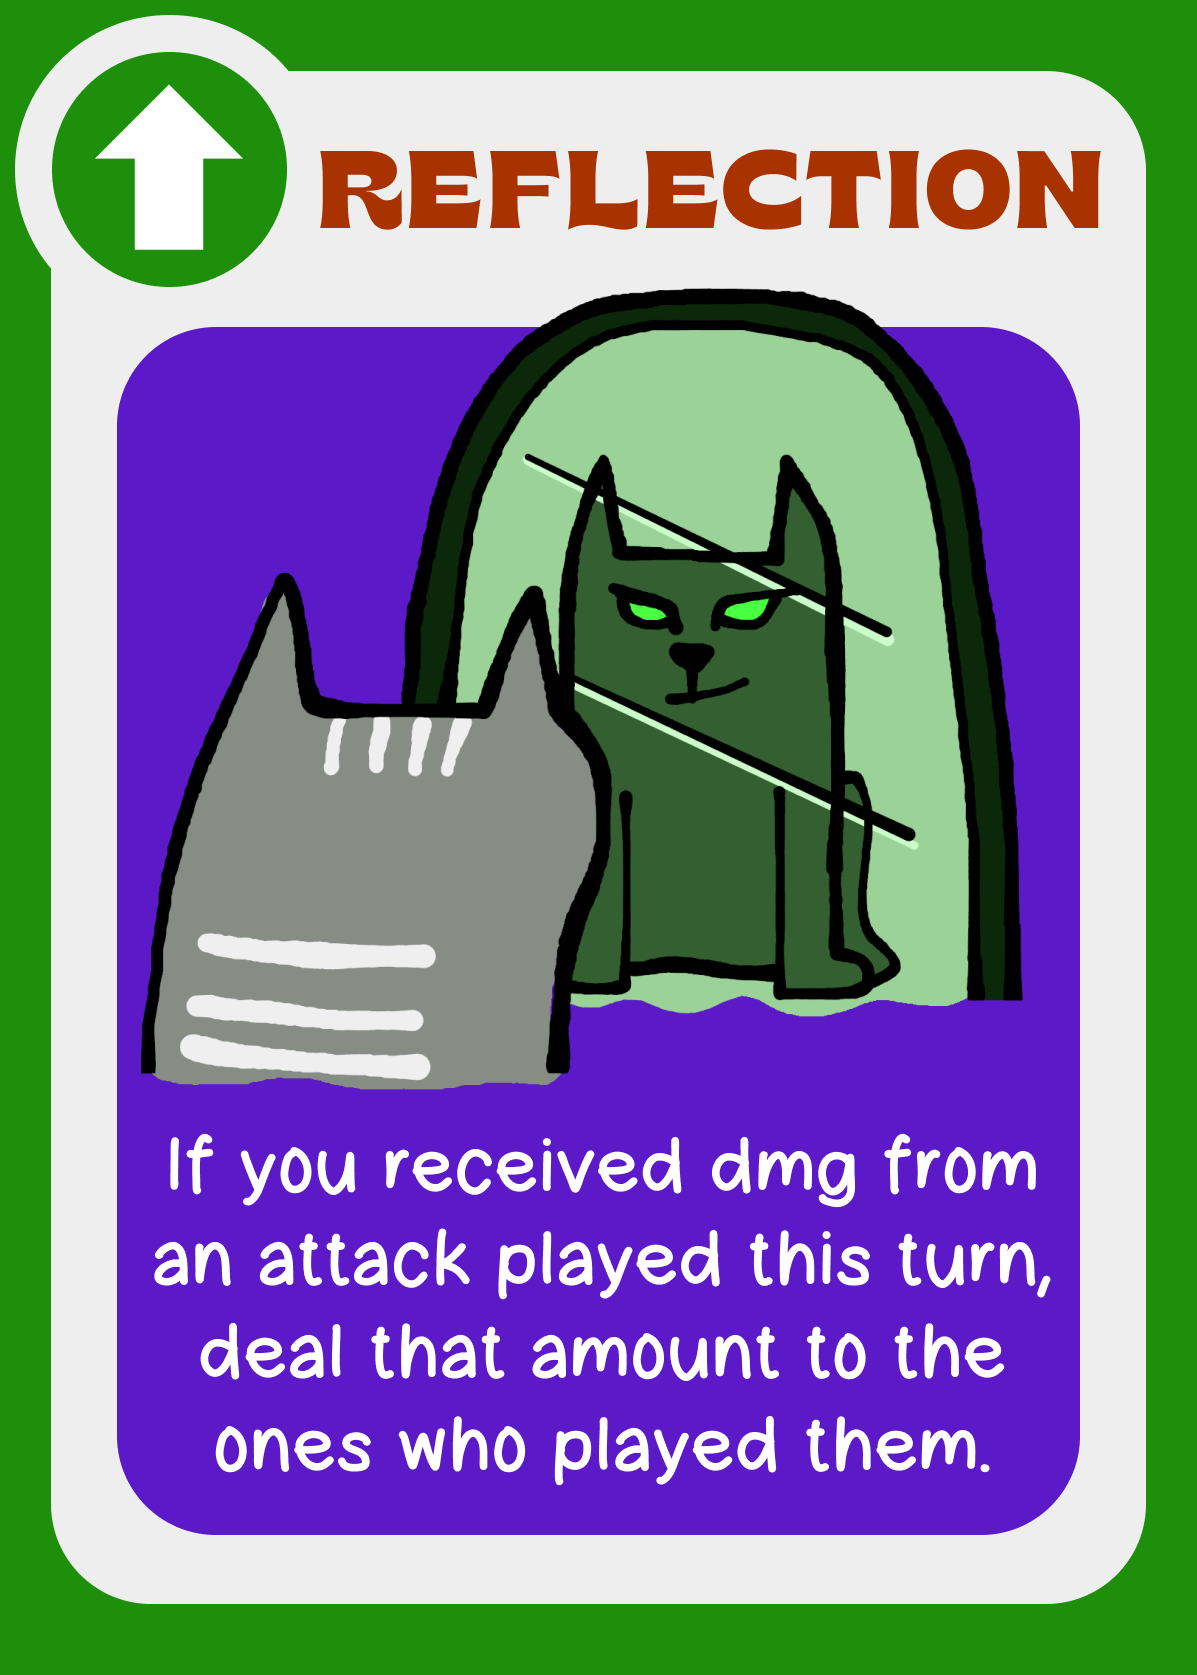 REFLECTION
If you received dmg from
an attack played this turn,
deal that amount to the
ones who played them.